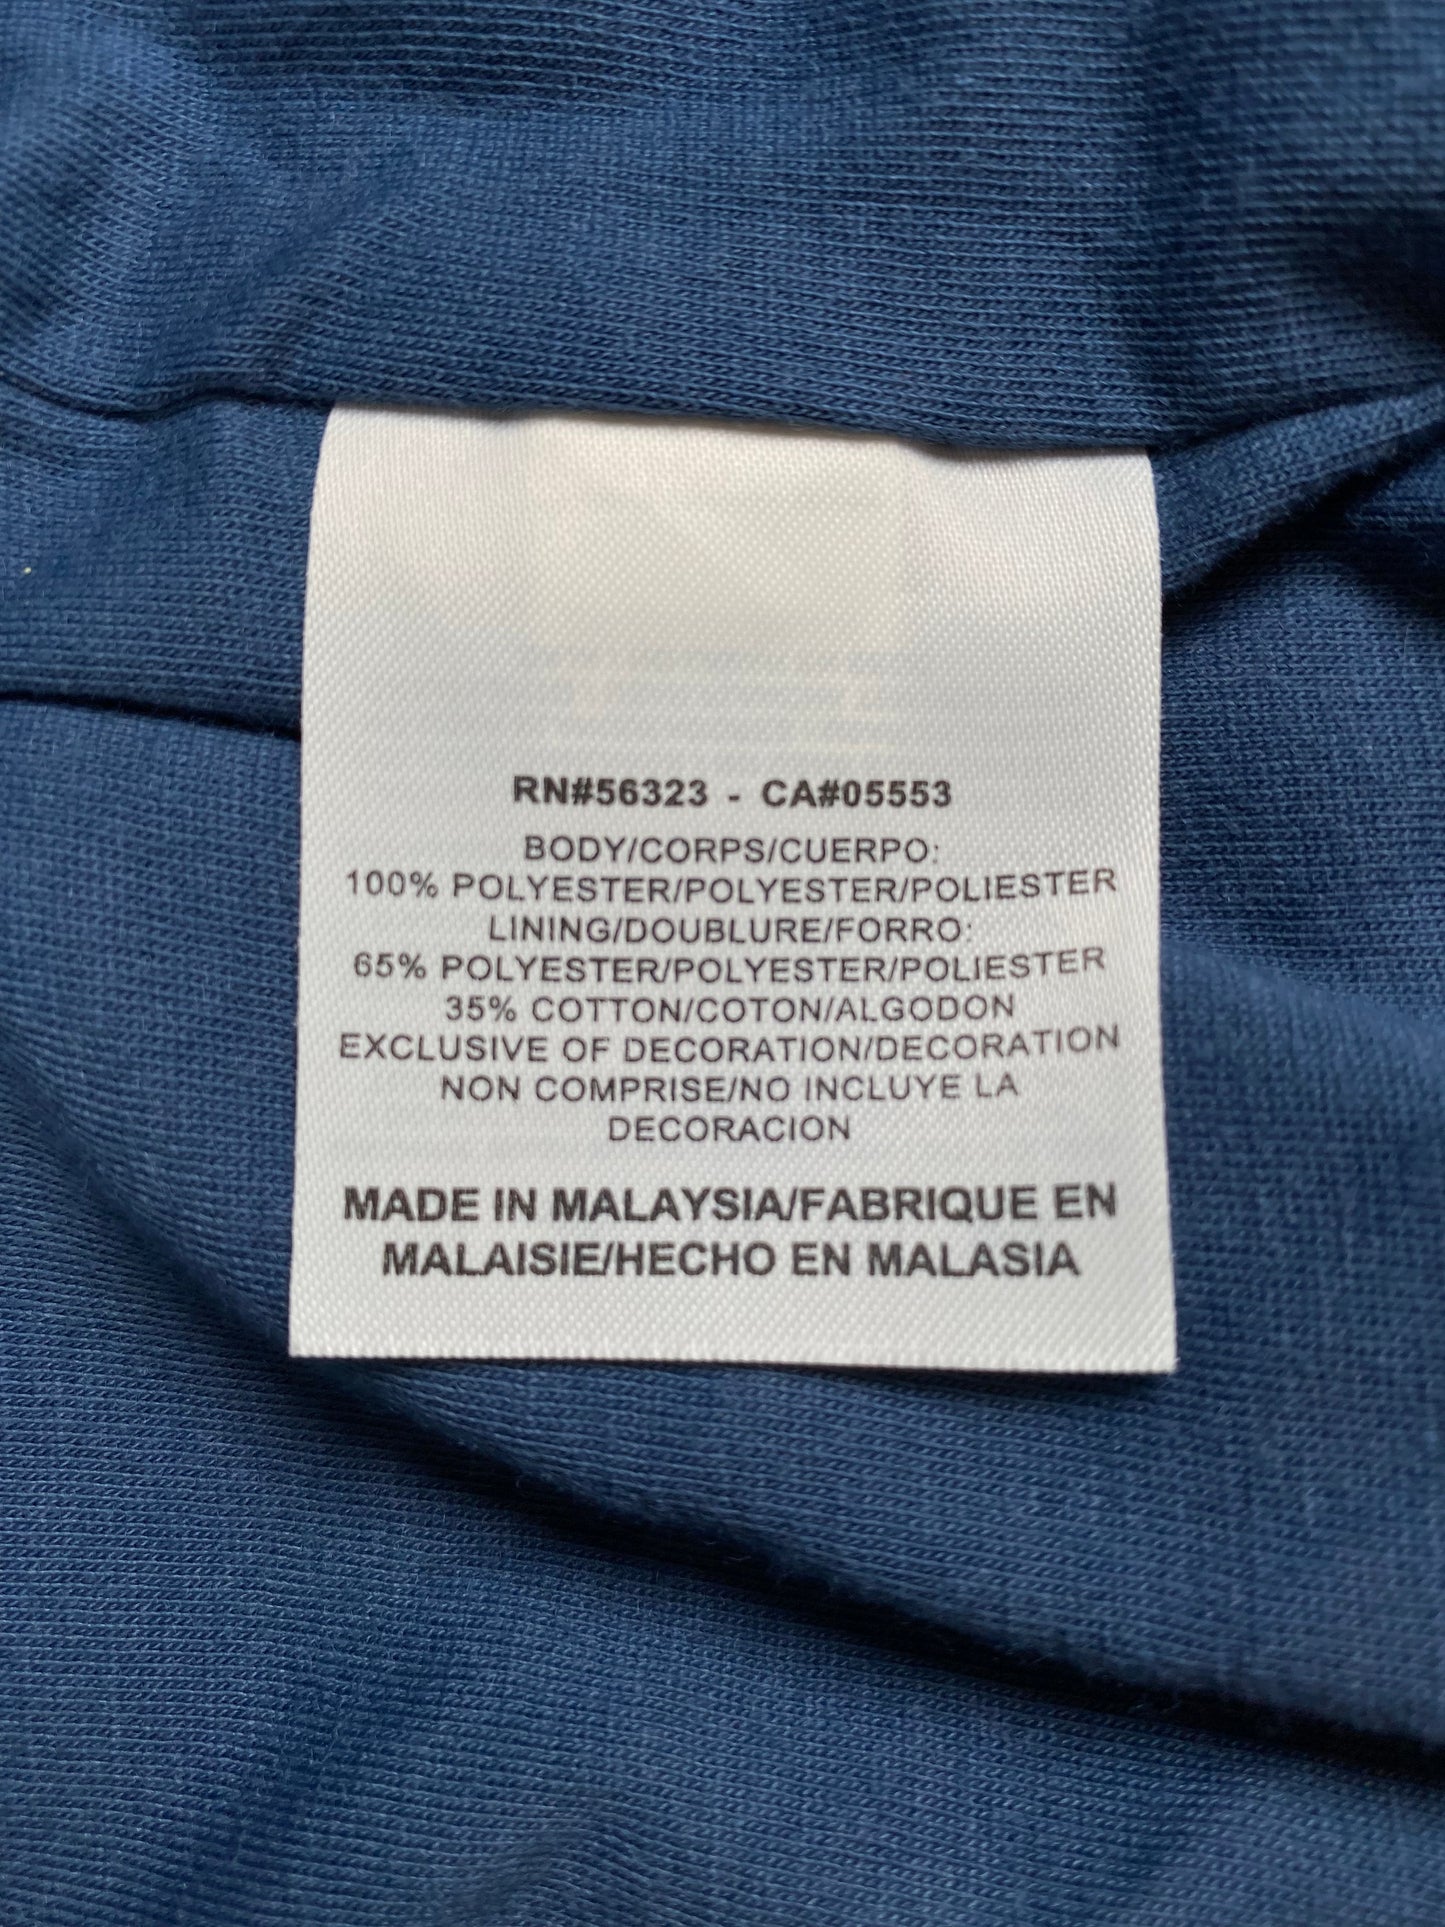 RN#56323 - CA#05553
BODY/CORPS/CUERPO:
100% POLYESTER/POLYESTER/POLIESTER
LINING/DOUBLURE/FORRO:
65% POLYESTER/POLYESTER/POLIESTER
35% COTTON/COTON/ALGODON
EXCLUSIVE OF DECORATION/DECORATION
NON COMPRISE/NO INCLUYE LA
DECORACION
MADE IN MALAYSIA/FABRIQUE EN
MALAISIE/HECHO EN MALASIA